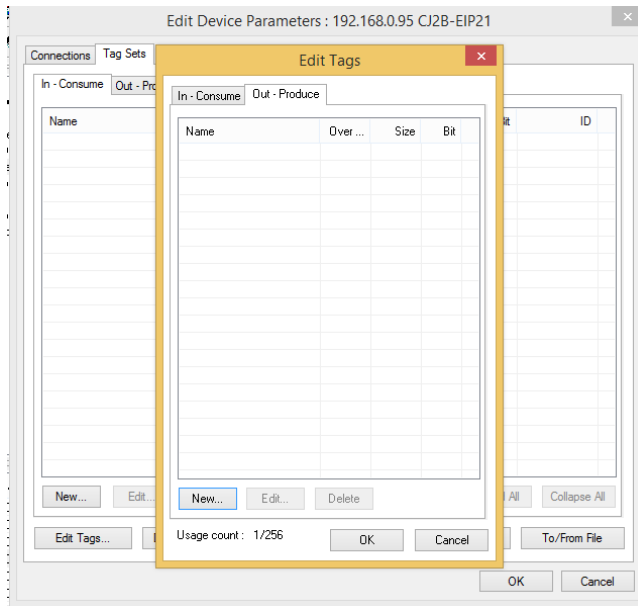 Edit Device Parameters : 192.168.0.95 CJ2B-EIP21
Connections Tag Sets
Edit Tags
In - Consume Out - Pro
In - Consume Out - Produce
Name
ID
Name Over ... Size Bit
New... Edit...
New... Edit... Delete
All Collapse All
Usage count : 1/256
OK Cancel
Edit Tags...
To/From File
OK Cancel